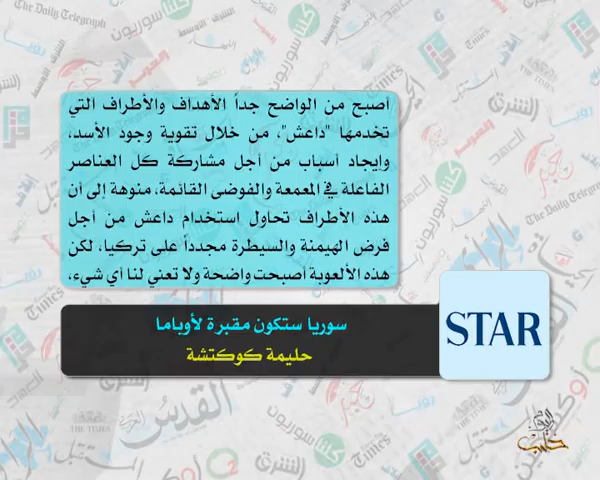 أصبح من الواضح جداً الأهداف والأطراف التي
تخدمها "داعش"، من خلال تقوية وجود الأسد،
وإيجاد أسباب من أجل مشاركة كل العناصر
الفاعلة في المعمعة والفوضى القائمة، منوهة إلى أن
هذه الأطراف تحاول استخدام داعش من أجل
فرض الهيمنة والسيطرة مجدداً على تركيا، لكن
هذه الألعوبة أصبحت واضحة ولا تعني لنا أي شيء،
سوريا ستكون مقبرة لأوباما
حليمة كوكتشة
STAR
حلب اليوم